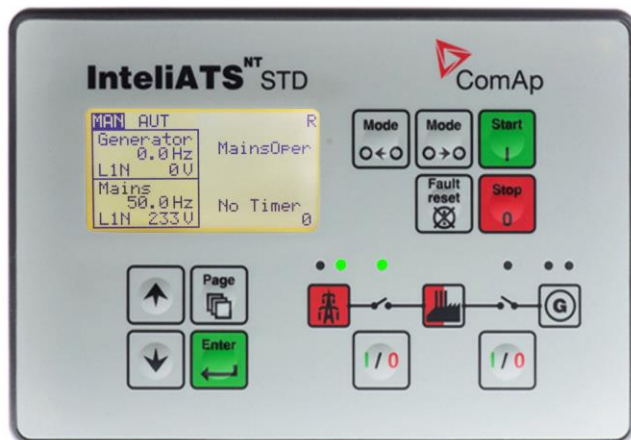 InteliATS NT STD
ComAp
MAN AUT R
Generator
0.0Hz
L1N 0V
MainsOper
Mains
50.0Hz
L1N 233V
No Timer
0
Mode
Mode
Start
Fault
reset
Stop
0
Page
Enter
G
I/0
I/0